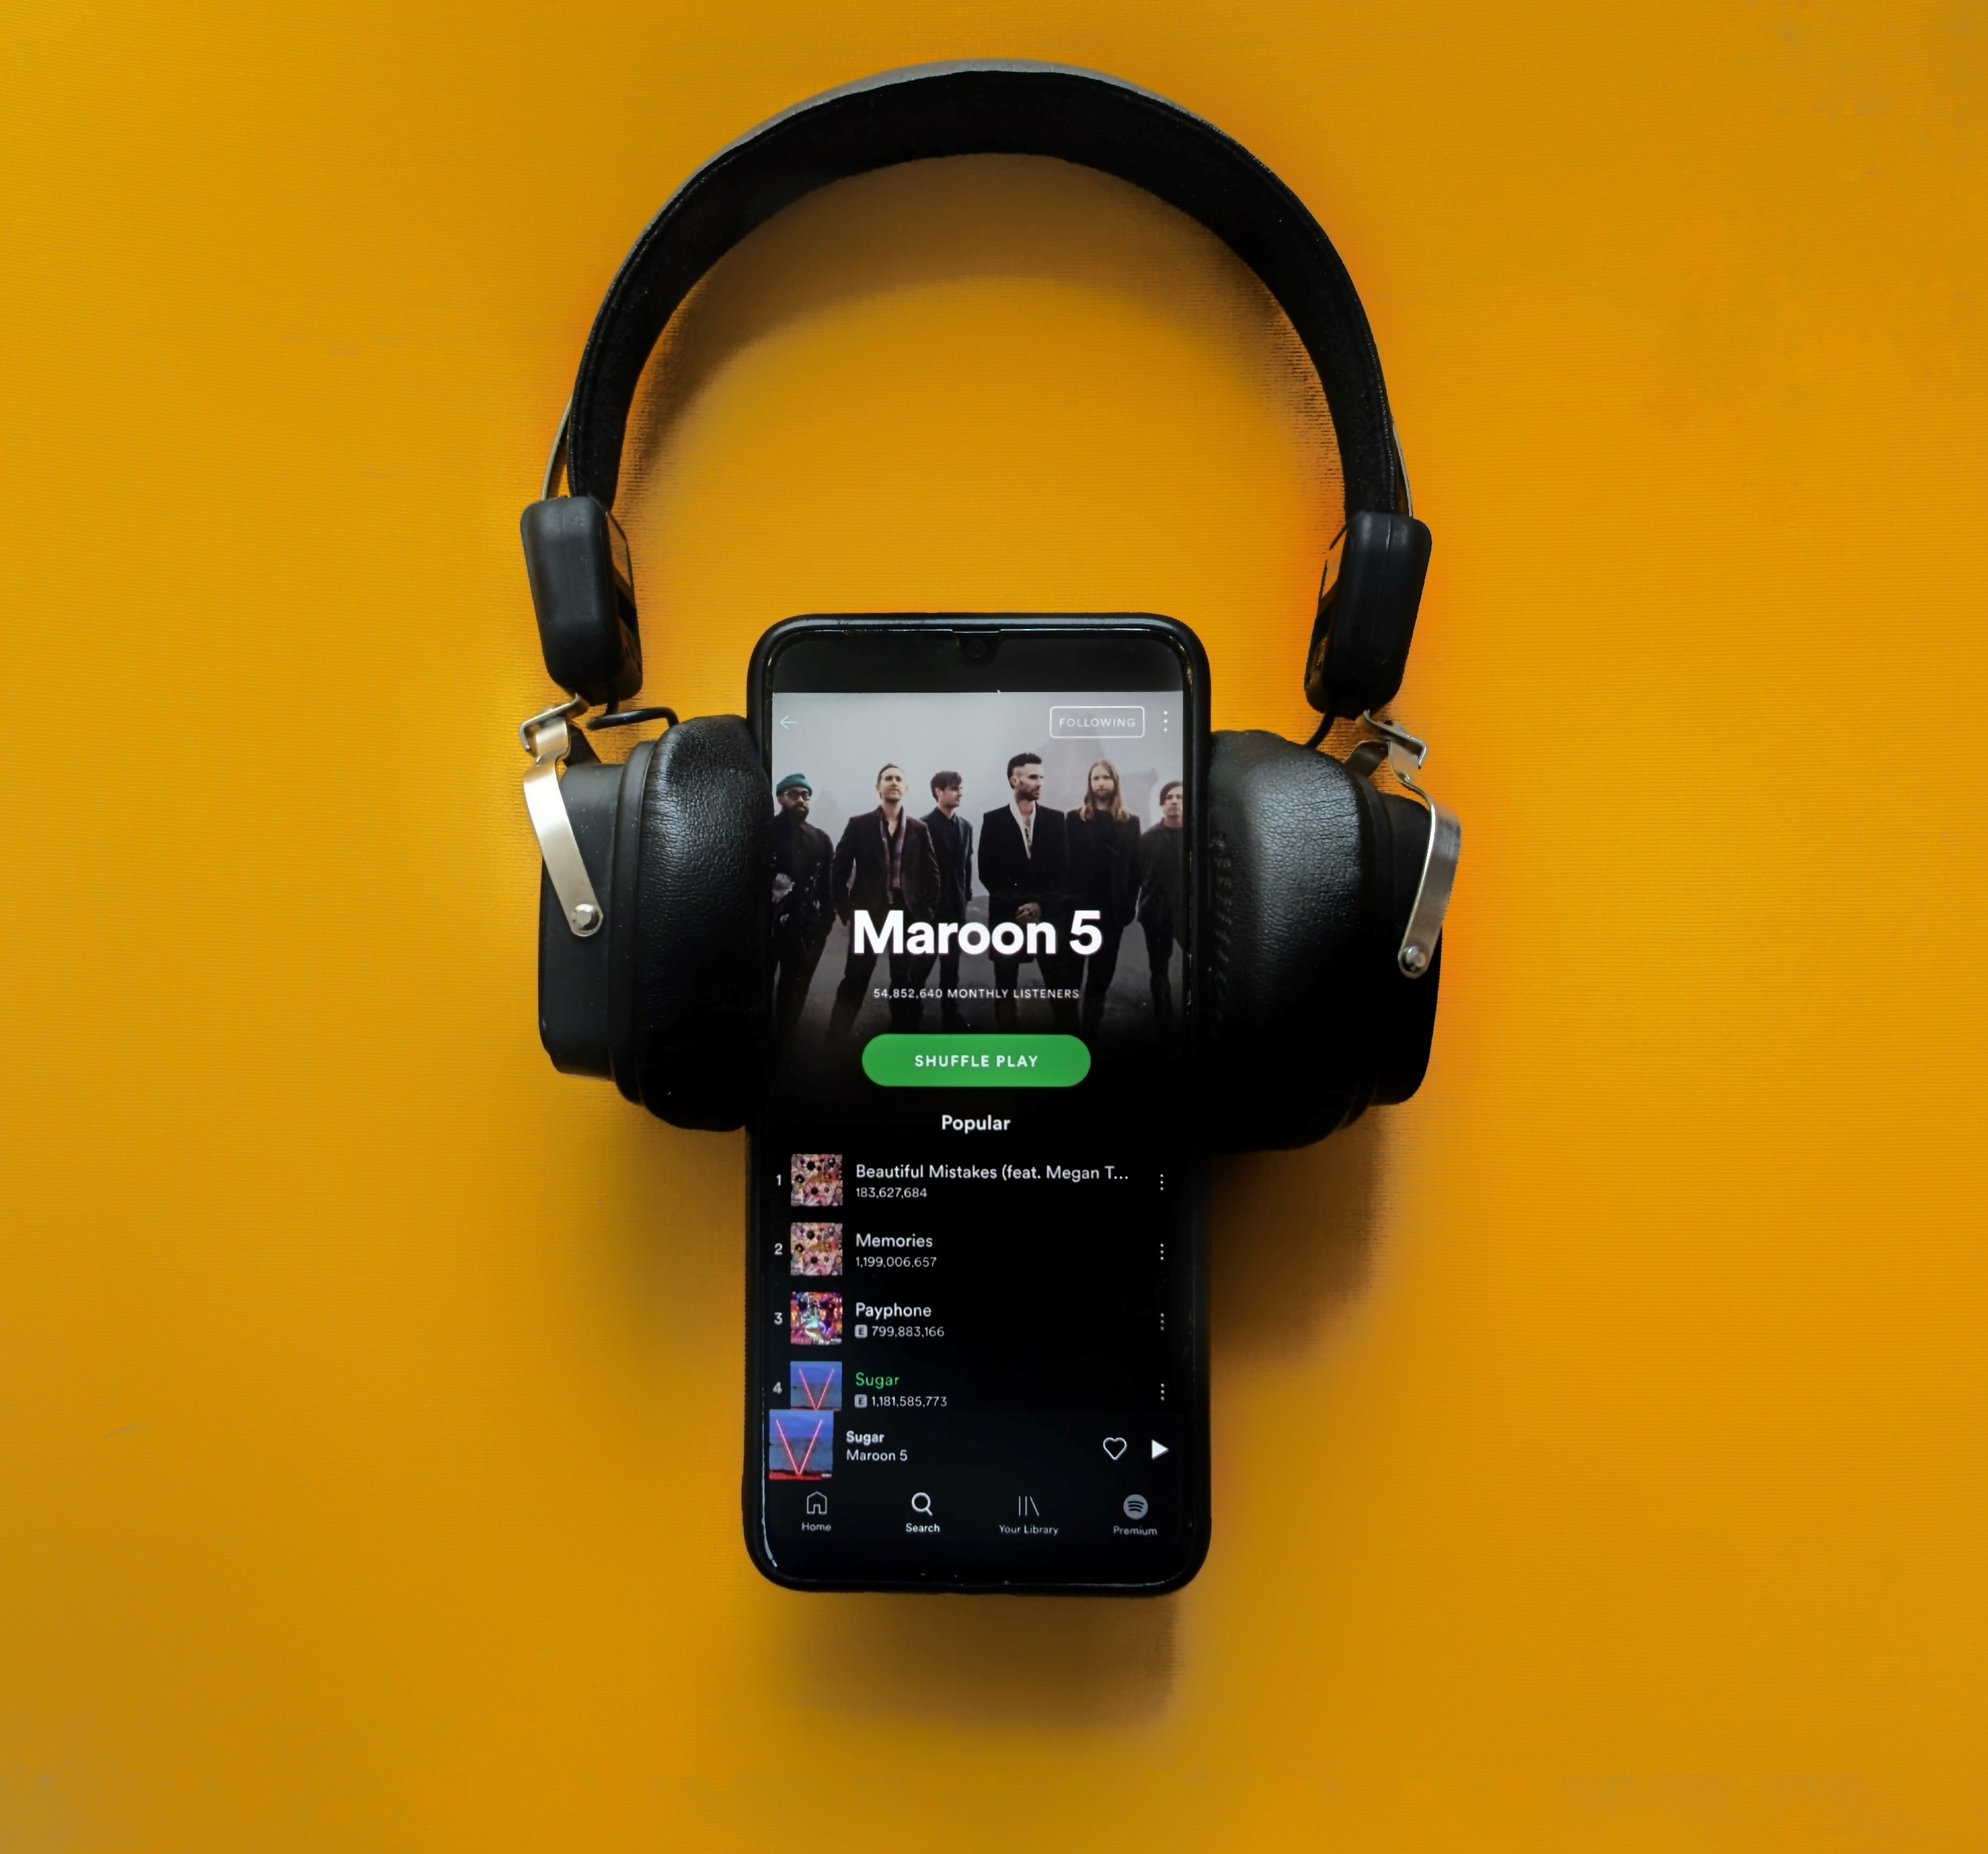 FOLLOWING
Maroon 5
54,852,640 MONTHLY LISTENERS
SHUFFLE PLAY
Popular
1
Beautiful Mistakes (feat. Megan T...
183,627,684
2
Memories
1,199,006,657
3
Payphone
E 799,883,166
4
Sugar
E 1,181,585,773
Sugar
Maroon 5
Home
Search
Your Library
Premium